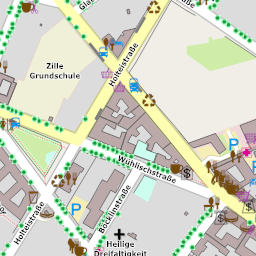 Zille
Grundschule
Holteistraße
Wühlischstraße
Holteistraße
Böcklinstraße
Heilige
Dreifaltigkeit
P
P
P
$
$